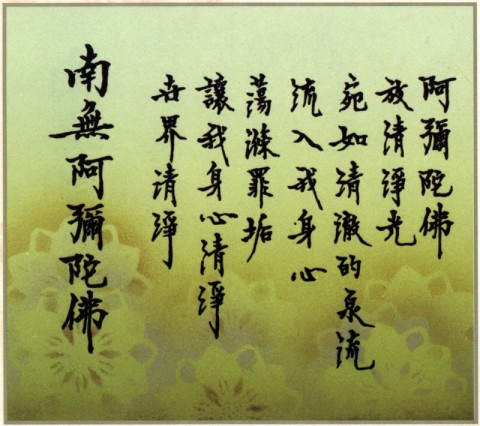 阿彌陀佛
放清淨光
宛如清澈的泉流
流入我身心
蕩滌罪垢
讓我身心清淨
世界清淨
南無阿彌陀佛